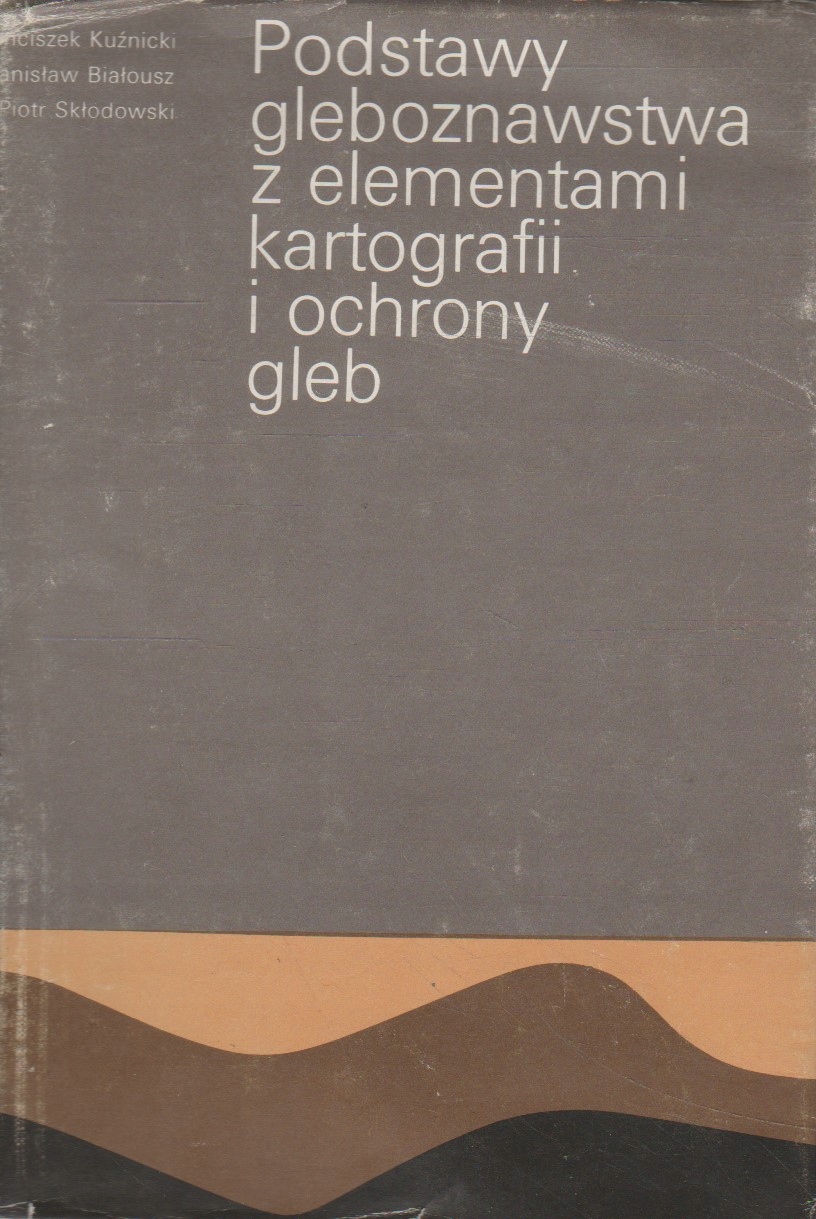 nciszek Kuźnicki
anisław Białousz
Piotr Skłodowski
Podstawy
gleboznawstwa
z elementami
kartografii
i ochrony
gleb